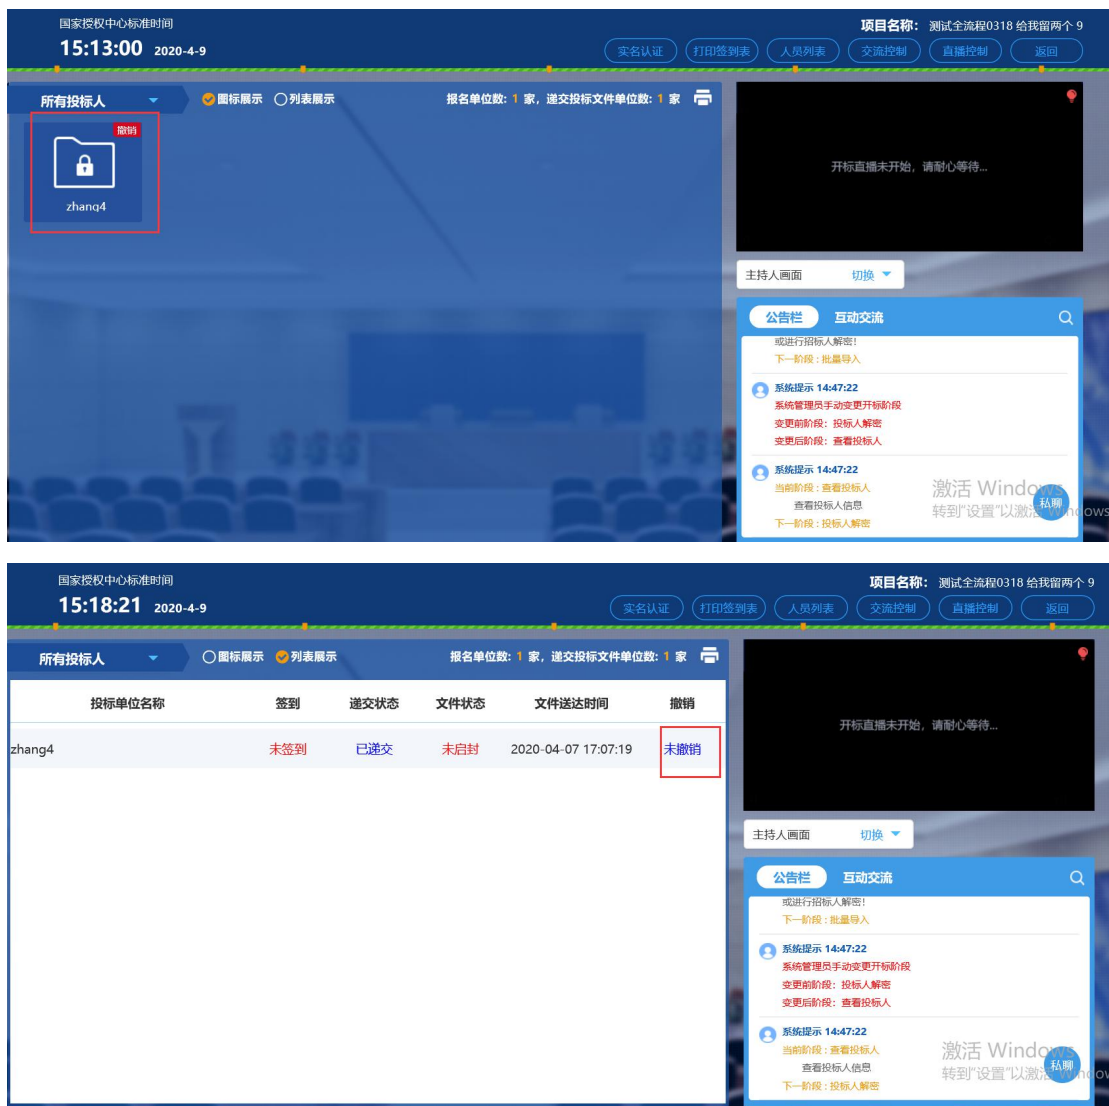 国家授权中心标准时间
15:13:00 2020-4-9
项目名称： 测试全流程0318 给我留两个 9
实名认证 打印签到表 人员列表 交流控制 直播控制 返回
所有投标人 图标展示 列表展示 报名单位数: 1 家, 递交投标文件单位数: 1 家
撤销
zhang4
开标直播未开始，请耐心等待...
主持人画面 切换
公告栏 互动交流
或进行招标人解密！
下一阶段：批量导入
系统提示 14:47:22
系统管理员手动变更开标阶段
变更前阶段：投标人解密
变更后阶段：查看投标人
系统提示 14:47:22
当前阶段：查看投标人
查看投标人信息
下一阶段：投标人解密
激活 Windows
转到"设置"以激活 Windows
私聊
国家授权中心标准时间
15:18:21 2020-4-9
项目名称： 测试全流程0318 给我留两个 9
实名认证 打印签到表 人员列表 交流控制 直播控制 返回
所有投标人 图标展示 列表展示 报名单位数: 1 家, 递交投标文件单位数: 1 家
投标单位名称 签到 递交状态 文件状态 文件送达时间 撤销
zhang4 未签到 已递交 未启封 2020-04-07 17:07:19 未撤销
开标直播未开始，请耐心等待...
主持人画面 切换
公告栏 互动交流
或进行招标人解密！
下一阶段：批量导入
系统提示 14:47:22
系统管理员手动变更开标阶段
变更前阶段：投标人解密
变更后阶段：查看投标人
系统提示 14:47:22
当前阶段：查看投标人
查看投标人信息
下一阶段：投标人解密
激活 Windows
转到"设置"以激活 Windo
私聊